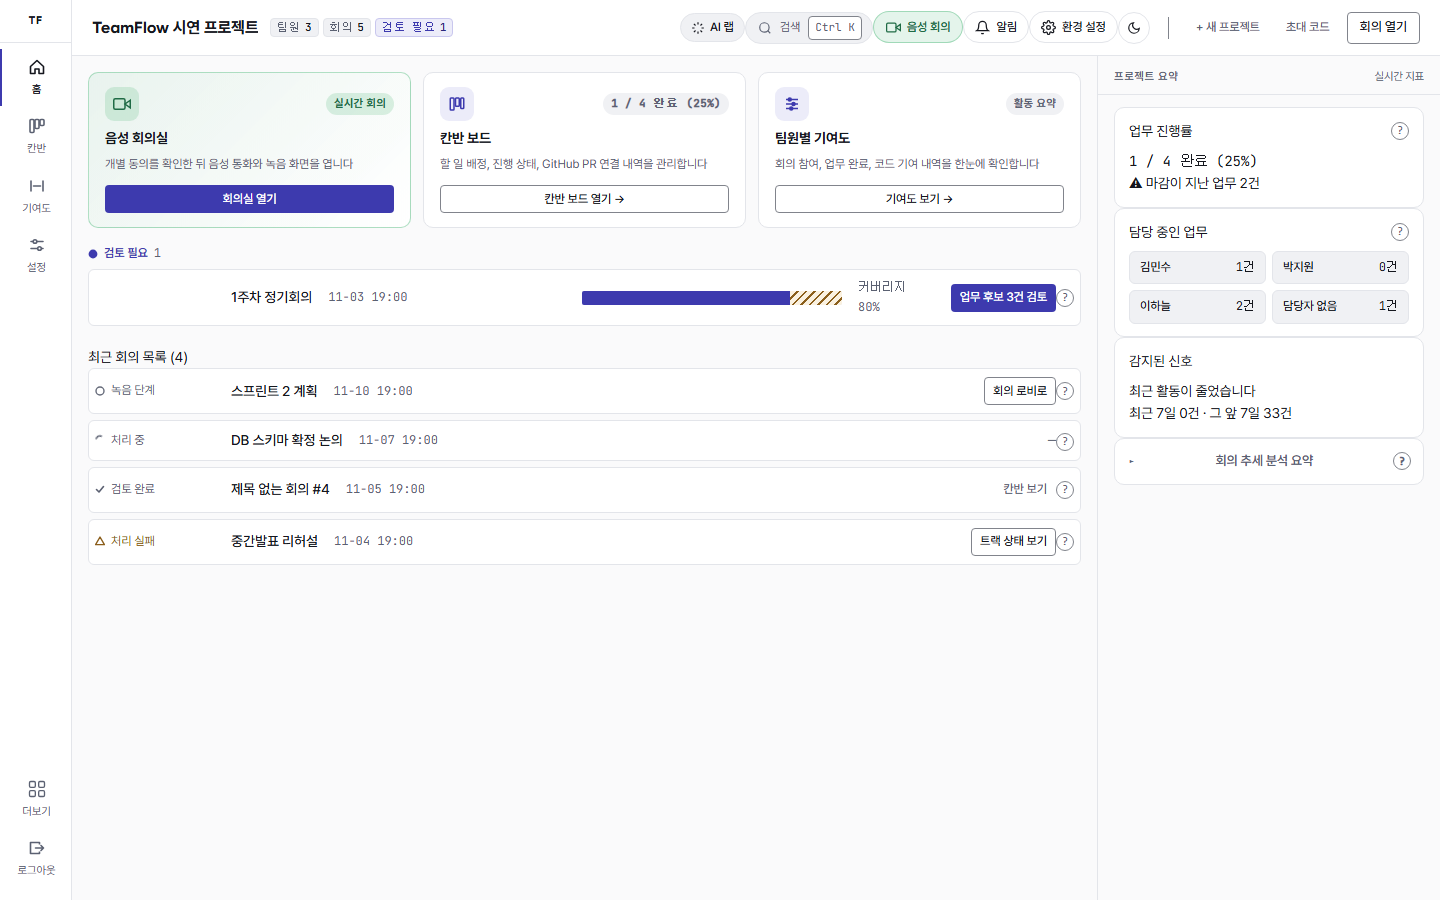 TF
홈
칸반
기여도
설정
더보기
로그아웃
TeamFlow 시연 프로젝트
팀원 3
회의 5
검토 필요 1
AI 랩
검색
Ctrl K
음성 회의
알림
환경 설정
+ 새 프로젝트
초대 코드
회의 열기
실시간 회의
음성 회의실
개별 동의를 확인한 뒤 음성 통화와 녹음 화면을 엽니다
회의실 열기
1 / 4 완료 (25%)
칸반 보드
할 일 배정, 진행 상태, GitHub PR 연결 내역을 관리합니다
칸반 보드 열기 →
활동 요약
팀원별 기여도
회의 참여, 업무 완료, 코드 기여 내역을 한눈에 확인합니다
기여도 보기 →
검토 필요 1
1주차 정기회의 11-03 19:00
커버리지
80%
업무 후보 3건 검토 ?
최근 회의 목록 (4)
녹음 단계 스프린트 2 계획 11-10 19:00 회의 로비로 ?
처리 중 DB 스키마 확정 논의 11-07 19:00 — ?
검토 완료 제목 없는 회의 #4 11-05 19:00 칸반 보기 ?
처리 실패 중간발표 리허설 11-04 19:00 트랙 상태 보기 ?
프로젝트 요약 실시간 지표
업무 진행률 ?
1 / 4 완료 (25%)
⚠ 마감이 지난 업무 2건
담당 중인 업무 ?
김민수 1건
박지원 0건
이하늘 2건
담당자 없음 1건
감지된 신호
최근 활동이 줄었습니다
최근 7일 0건 · 그 앞 7일 33건
회의 추세 분석 요약 ?